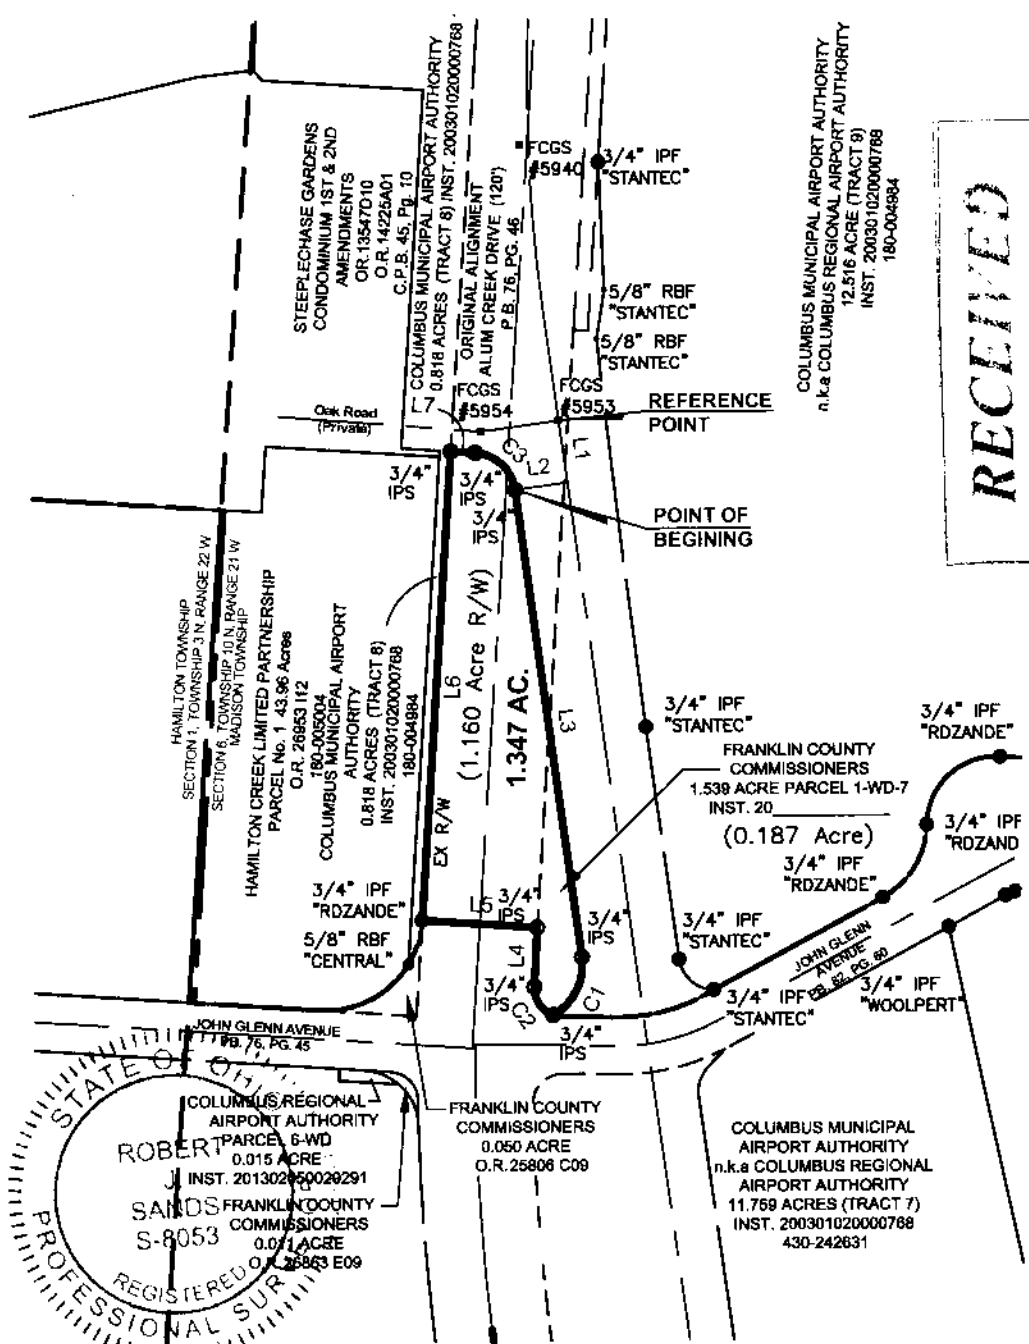 COLUMBUS MUNICIPAL AIRPORT AUTHORITY
0.818 ACRES (TRACT 8) INST. 200301020000768
STEEPLECHASE GARDENS
CONDOMINIUM 1ST & 2ND
AMENDMENTS
OR.13547D10
O.R. 14225A01
C.P.B. 45, Pg. 10
ORIGINAL ALIGNMENT
ALUM CREEK DRIVE (120')
P.B. 76, PG. 46
FCGS
#5940
3/4" IPF
"STANTEC"
COLUMBUS MUNICIPAL AIRPORT AUTHORITY
n.k.a COLUMBUS REGIONAL AIRPORT AUTHORITY
12.516 ACRE (TRACT 9)
INST. 200301020000768
180-004984
RECEIVED
5/8" RBF
"STANTEC"
5/8" RBF
"STANTEC"
L7
FCGS
#5954
FCGS
#5953
REFERENCE
POINT
Oak Road
(Private)
C3
L2
L1
3/4"
IPS
3/4"
IPS
3/4"
IPS
POINT OF
BEGINING
HAMILTON TOWNSHIP
SECTION 1, TOWNSHIP 3 N, RANGE 22 W
SECTION 6, TOWNSHIP 10 N, RANGE 21 W
MADISON TOWNSHIP
HAMILTON CREEK LIMITED PARTNERSHIP
PARCEL No. 1 43.96 Acres
O.R. 26953 I12
180-005004
COLUMBUS MUNICIPAL AIRPORT
AUTHORITY
0.818 ACRES (TRACT 8)
INST. 200301020000768
180-004984
L6
EX R/W
(1.160 Acre R/W)
1.347 AC.
L3
3/4" IPF
"STANTEC"
FRANKLIN COUNTY
COMMISSIONERS
1.539 ACRE PARCEL 1-WD-7
INST. 20
(0.187 Acre)
3/4" IPF
"RDZANDE"
3/4" IPF
"RDZAND
3/4" IPF
"RDZANDE"
3/4" IPF
"RDZANDE"
5/8" RBF
"CENTRAL"
L5
3/4"
IPS
L4
3/4"
IPS
3/4"
IPS
C2
C1
3/4"
IPS
3/4" IPF
"STANTEC"
3/4" IPF
"STANTEC"
JOHN GLENN
AVENUE
PB. 82, PG. 60
3/4" IPF
"WOOLPERT"
JOHN GLENN AVENUE
PB. 76, PG. 45
COLUMBUS REGIONAL
AIRPORT AUTHORITY
PARCEL 6-WD
0.015 ACRE
INST. 201302050020291
FRANKLIN COUNTY
COMMISSIONERS
0.011 ACRE
O.R. 25863 E09
FRANKLIN COUNTY
COMMISSIONERS
0.050 ACRE
O.R.25806 C09
COLUMBUS MUNICIPAL
AIRPORT AUTHORITY
n.k.a COLUMBUS REGIONAL
AIRPORT AUTHORITY
11.759 ACRES (TRACT 7)
INST. 200301020000768
430-242631
STATE OF OHIO
ROBERT
J.
SANDS
S-8053
REGISTERED
PROFESSIONAL SUR